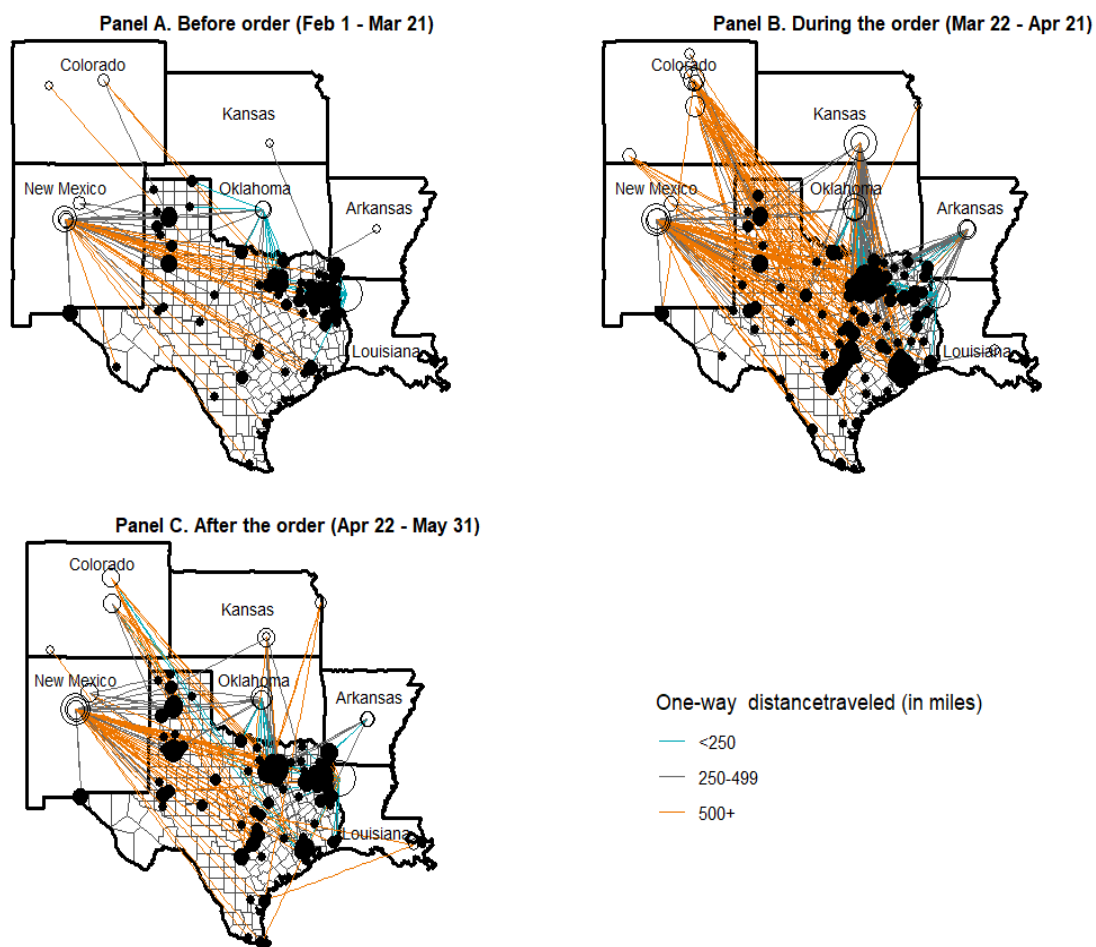 Panel A. Before order (Feb 1 - Mar 21)
Colorado
Kansas
New Mexico
Oklahoma
Arkansas
Louisiana
Panel B. During the order (Mar 22 - Apr 21)
Colorado
Kansas
New Mexico
Oklahoma
Arkansas
Louisiana
Panel C. After the order (Apr 22 - May 31)
Colorado
Kansas
New Mexico
Oklahoma
Arkansas
Louisiana
One-way distancetraveled (in miles)
<250
250-499
500+